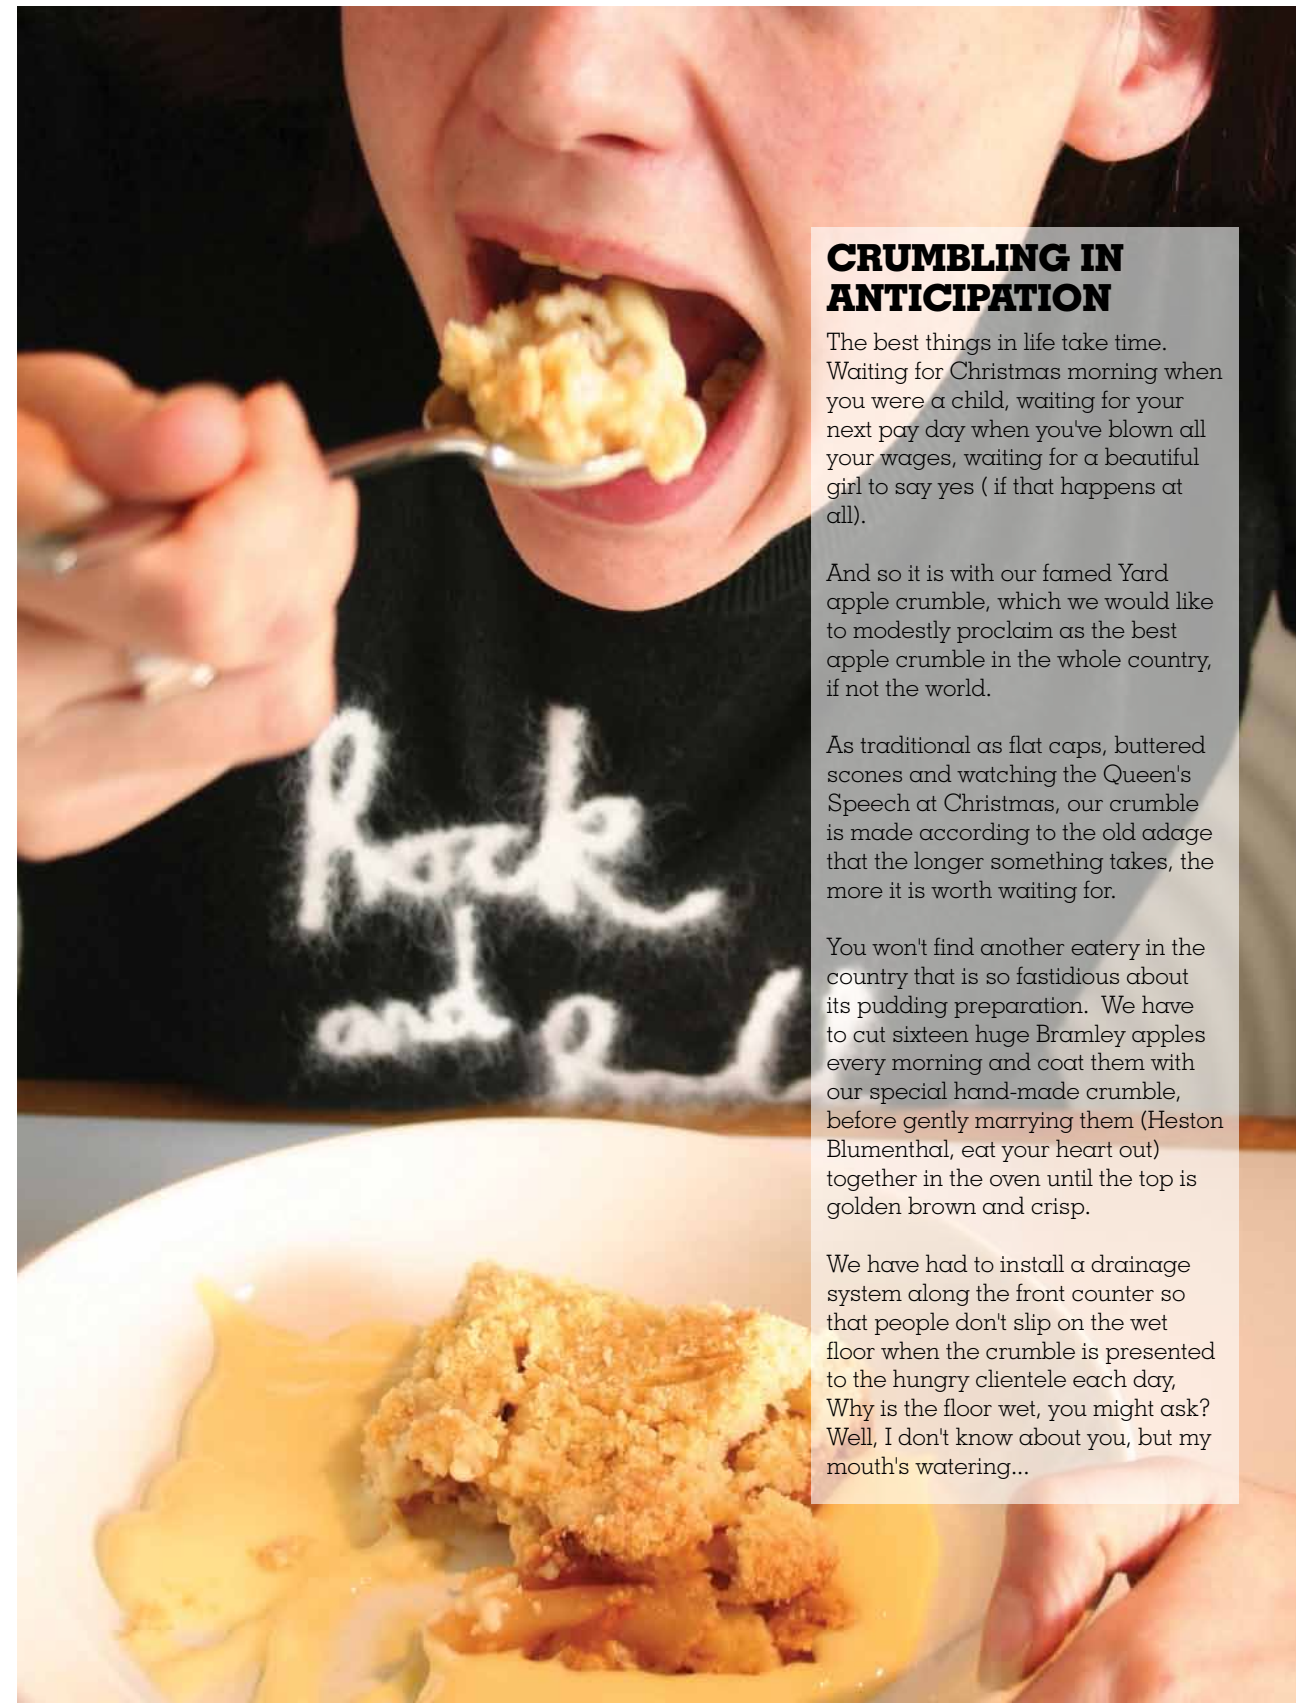 CRUMBLING IN
ANTICIPATION
The best things in life take time.
Waiting for Christmas morning when
you were a child, waiting for your
next pay day when you've blown all
your wages, waiting for a beautiful
girl to say yes ( if that happens at
all).
And so it is with our famed Yard
apple crumble, which we would like
to modestly proclaim as the best
apple crumble in the whole country,
if not the world.
As traditional as flat caps, buttered
scones and watching the Queen's
Speech at Christmas, our crumble
is made according to the old adage
that the longer something takes, the
more it is worth waiting for.
You won't find another eatery in the
country that is so fastidious about
its pudding preparation.  We have
to cut sixteen huge Bramley apples
every morning and coat them with
our special hand-made crumble,
before gently marrying them (Heston
Blumenthal, eat your heart out)
together in the oven until the top is
golden brown and crisp.
We have had to install a drainage
system along the front counter so
that people don't slip on the wet
floor when the crumble is presented
to the hungry clientele each day,
Why is the floor wet, you might ask?
Well, I don't know about you, but my
mouth's watering...
Rock
and